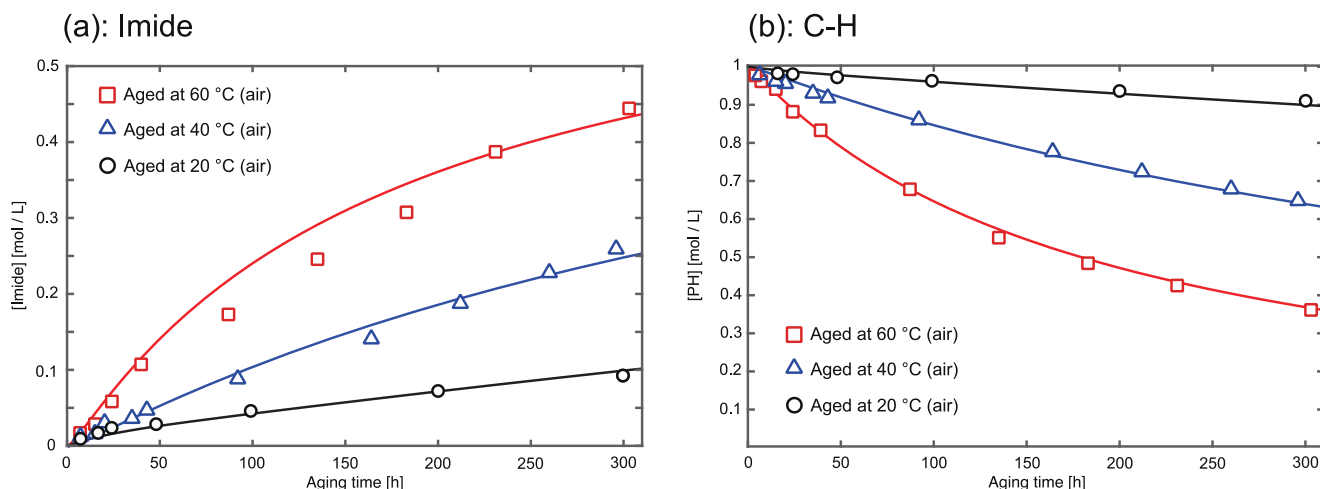 (a): Imide
0.5
0.4
0.3
0.2
0.1
0
[Imide] [mol / L]
Aged at 60 °C (air)
Aged at 40 °C (air)
Aged at 20 °C (air)
0 50 100 150 200 250 300
Aging time [h]
(b): C-H
1
0.9
0.8
0.7
0.6
0.5
0.4
0.3
0.2
0.1
[PH] [mol / L]
Aged at 60 °C (air)
Aged at 40 °C (air)
Aged at 20 °C (air)
0 50 100 150 200 250 300
Aging time [h]